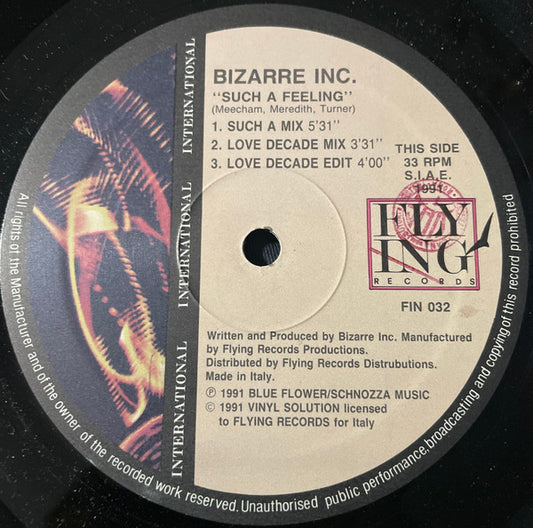 BIZARRE INC.
"SUCH A FEELING"
(Meecham, Meredith, Turner)
1. SUCH A MIX 5'31"
2. LOVE DECADE MIX 3'31"
3. LOVE DECADE EDIT 4'00"
THIS SIDE
33 RPM
S.I.A.E.
1991
FLY
ING
RECORDS
FIN 032
Written and Produced by Bizarre Inc. Manufactured
by Flying Records Productions.
Distributed by Flying Records Distrubutions.
Made in Italy.
℗ 1991 BLUE FLOWER/SCHNOZZA MUSIC
© 1991 VINYL SOLUTION licensed
to FLYING RECORDS for Italy
INTERNATIONAL
INTERNATIONAL
INTERNATIONAL
All rights of the Manufacturer and of the owner of the recorded work reserved. Unauthorised public performance, broadcasting and copying of this record prohibited